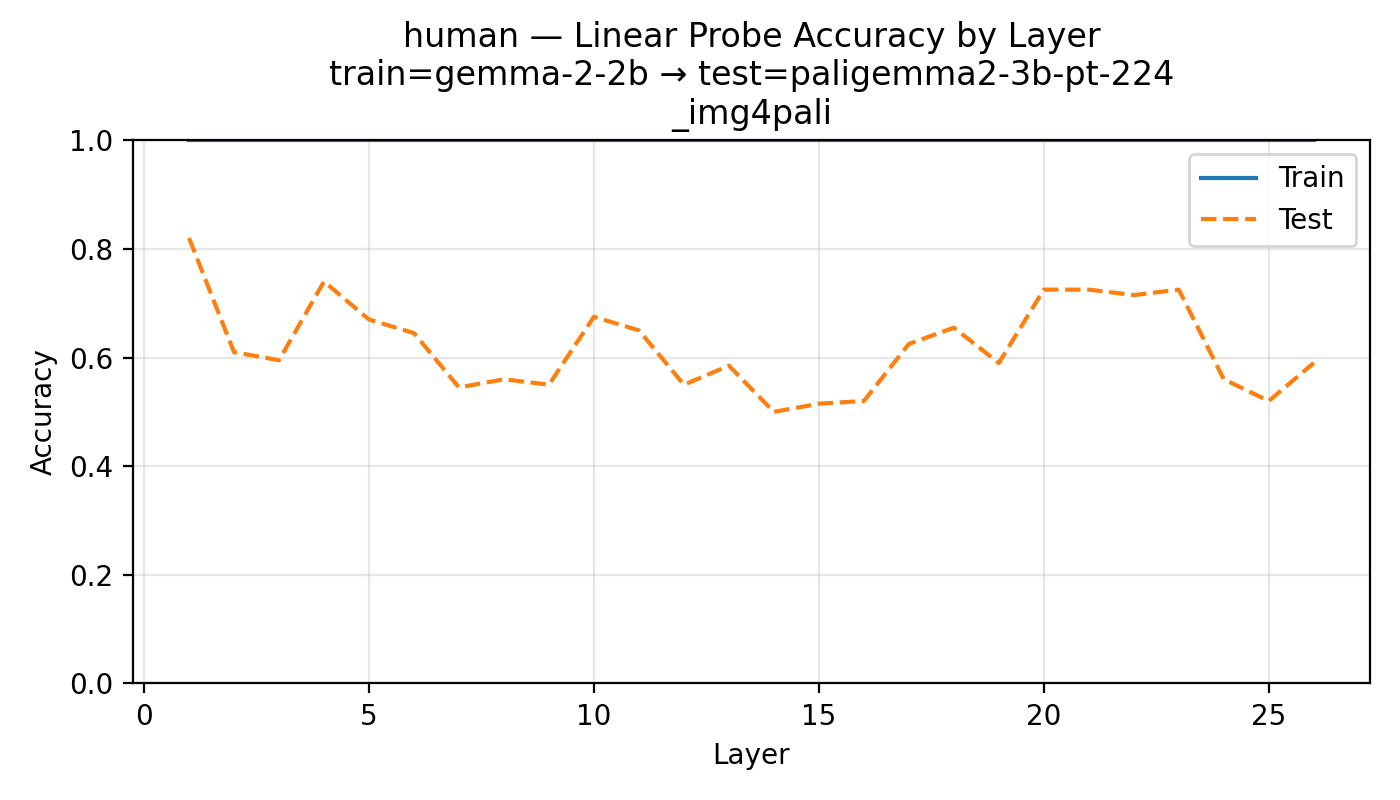 human — Linear Probe Accuracy by Layer
train=gemma-2-2b → test=paligemma2-3b-pt-224
_img4pali
1.0
0.8
0.6
0.4
0.2
0.0
Accuracy
Train
Test
0 5 10 15 20 25
Layer